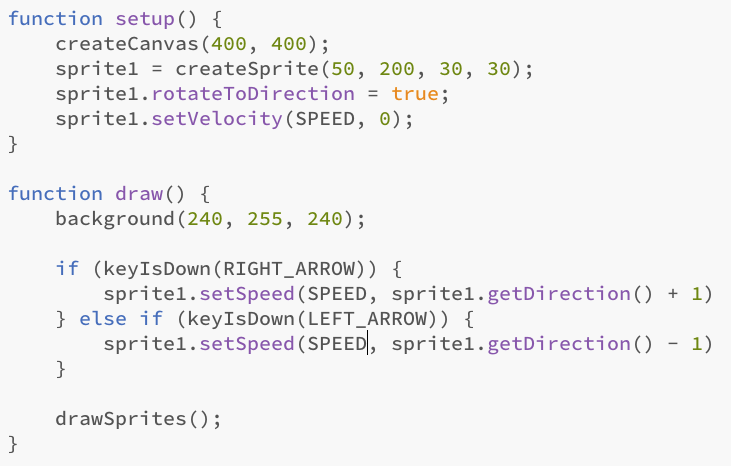 function setup() {
    createCanvas(400, 400);
    sprite1 = createSprite(50, 200, 30, 30);
    sprite1.rotateToDirection = true;
    sprite1.setVelocity(SPEED, 0);
}

function draw() {
    background(240, 255, 240);

    if (keyIsDown(RIGHT_ARROW)) {
        sprite1.setSpeed(SPEED, sprite1.getDirection() + 1)
    } else if (keyIsDown(LEFT_ARROW)) {
        sprite1.setSpeed(SPEED, sprite1.getDirection() - 1)
    }

    drawSprites();
}